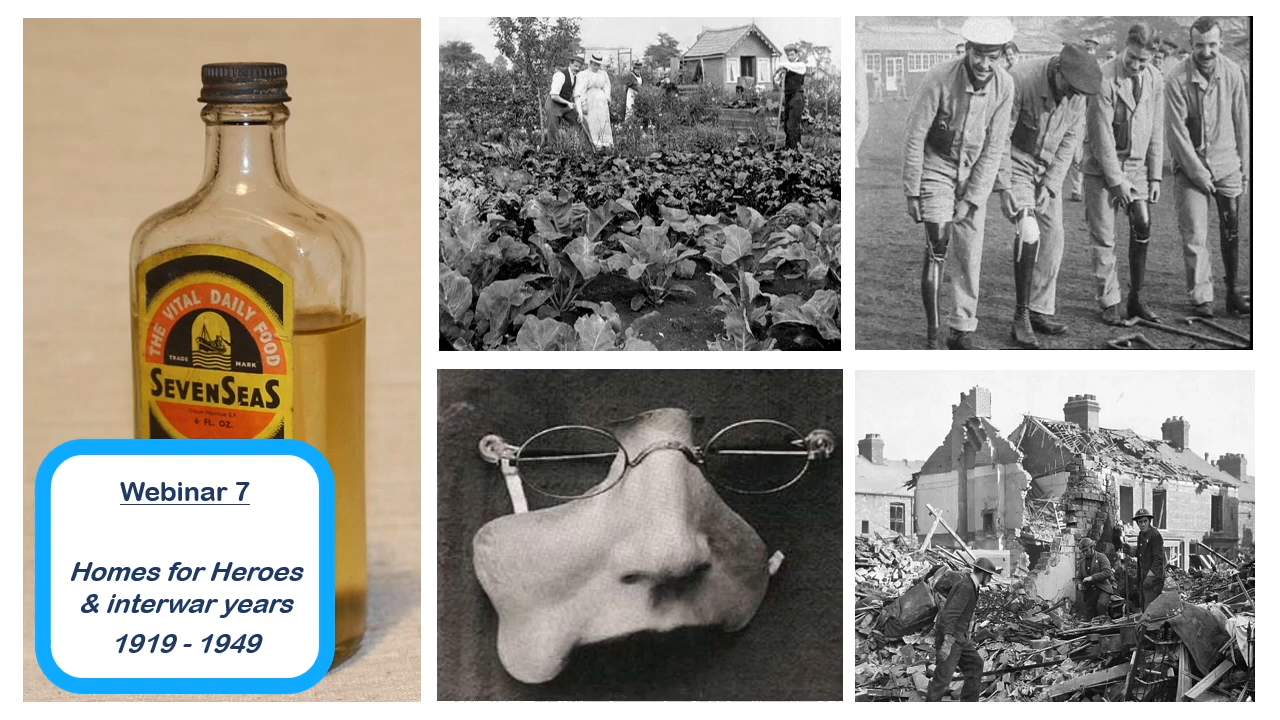 THE VITAL DAILY FOOD
TRADE MARK
SEVENSEAS
6 FL. OZ.
Webinar 7
Homes for Heroes
& interwar years
1919 - 1949